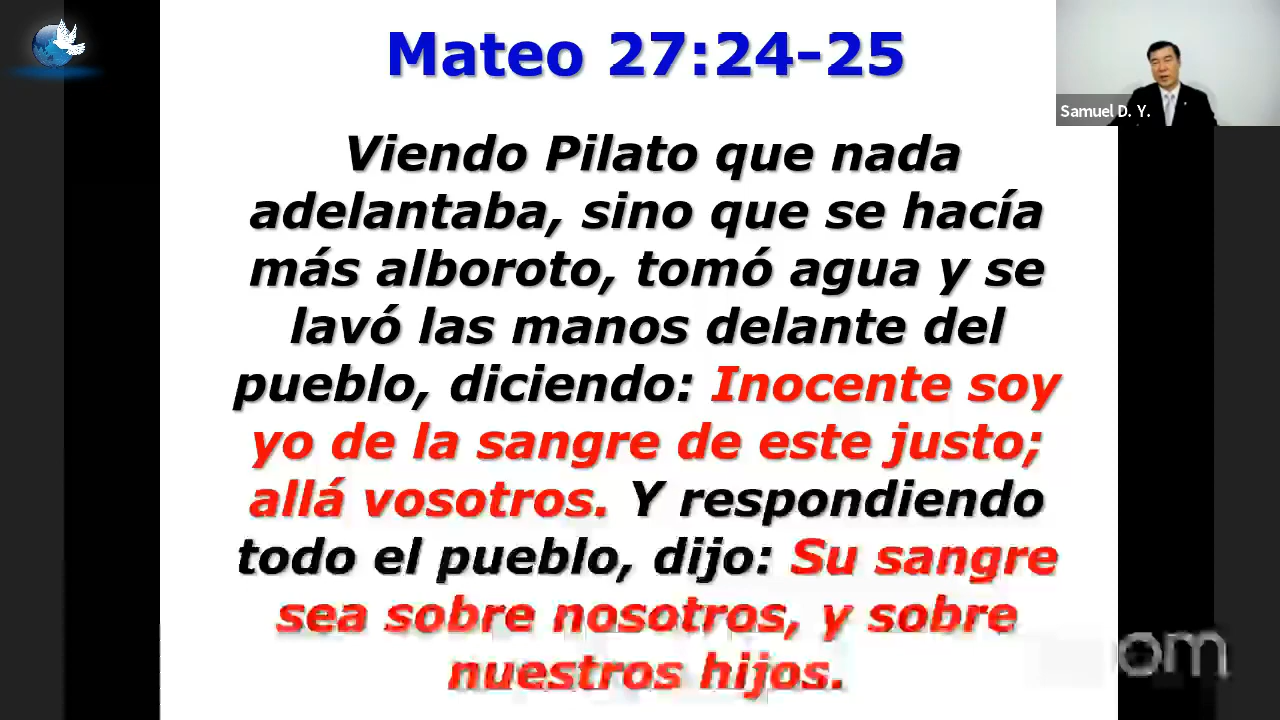 Mateo 27:24-25
Samuel D. Y.
Viendo Pilato que nada
adelantaba, sino que se hacía
más alboroto, tomó agua y se
lavó las manos delante del
pueblo, diciendo: Inocente soy
yo de la sangre de este justo;
allá vosotros. Y respondiendo
todo el pueblo, dijo: Su sangre
sea sobre nosotros, y sobre
nuestros hijos.